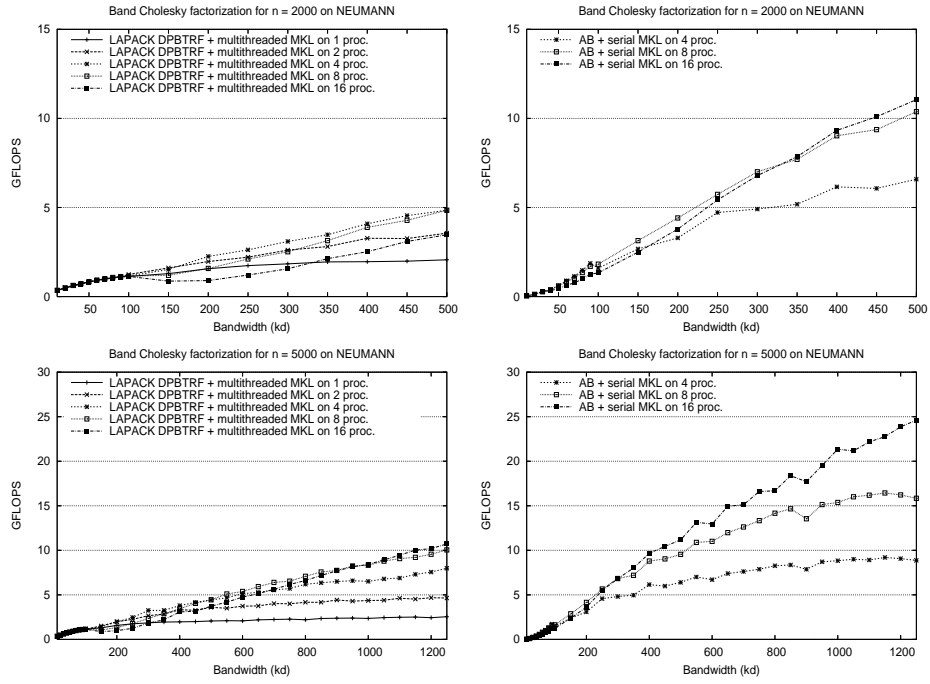 Band Cholesky factorization for n = 2000 on NEUMANN
15
10
5
0
GFLOPS
LAPACK DPBTRF + multithreaded MKL on 1 proc.
LAPACK DPBTRF + multithreaded MKL on 2 proc.
LAPACK DPBTRF + multithreaded MKL on 4 proc.
LAPACK DPBTRF + multithreaded MKL on 8 proc.
LAPACK DPBTRF + multithreaded MKL on 16 proc.
50 100 150 200 250 300 350 400 450 500
Bandwidth (kd)
Band Cholesky factorization for n = 2000 on NEUMANN
15
10
5
0
GFLOPS
AB + serial MKL on 4 proc.
AB + serial MKL on 8 proc.
AB + serial MKL on 16 proc.
50 100 150 200 250 300 350 400 450 500
Bandwidth (kd)
Band Cholesky factorization for n = 5000 on NEUMANN
30
25
20
15
10
5
0
GFLOPS
LAPACK DPBTRF + multithreaded MKL on 1 proc.
LAPACK DPBTRF + multithreaded MKL on 2 proc.
LAPACK DPBTRF + multithreaded MKL on 4 proc.
LAPACK DPBTRF + multithreaded MKL on 8 proc.
LAPACK DPBTRF + multithreaded MKL on 16 proc.
200 400 600 800 1000 1200
Bandwidth (kd)
Band Cholesky factorization for n = 5000 on NEUMANN
30
25
20
15
10
5
0
GFLOPS
AB + serial MKL on 4 proc.
AB + serial MKL on 8 proc.
AB + serial MKL on 16 proc.
200 400 600 800 1000 1200
Bandwidth (kd)